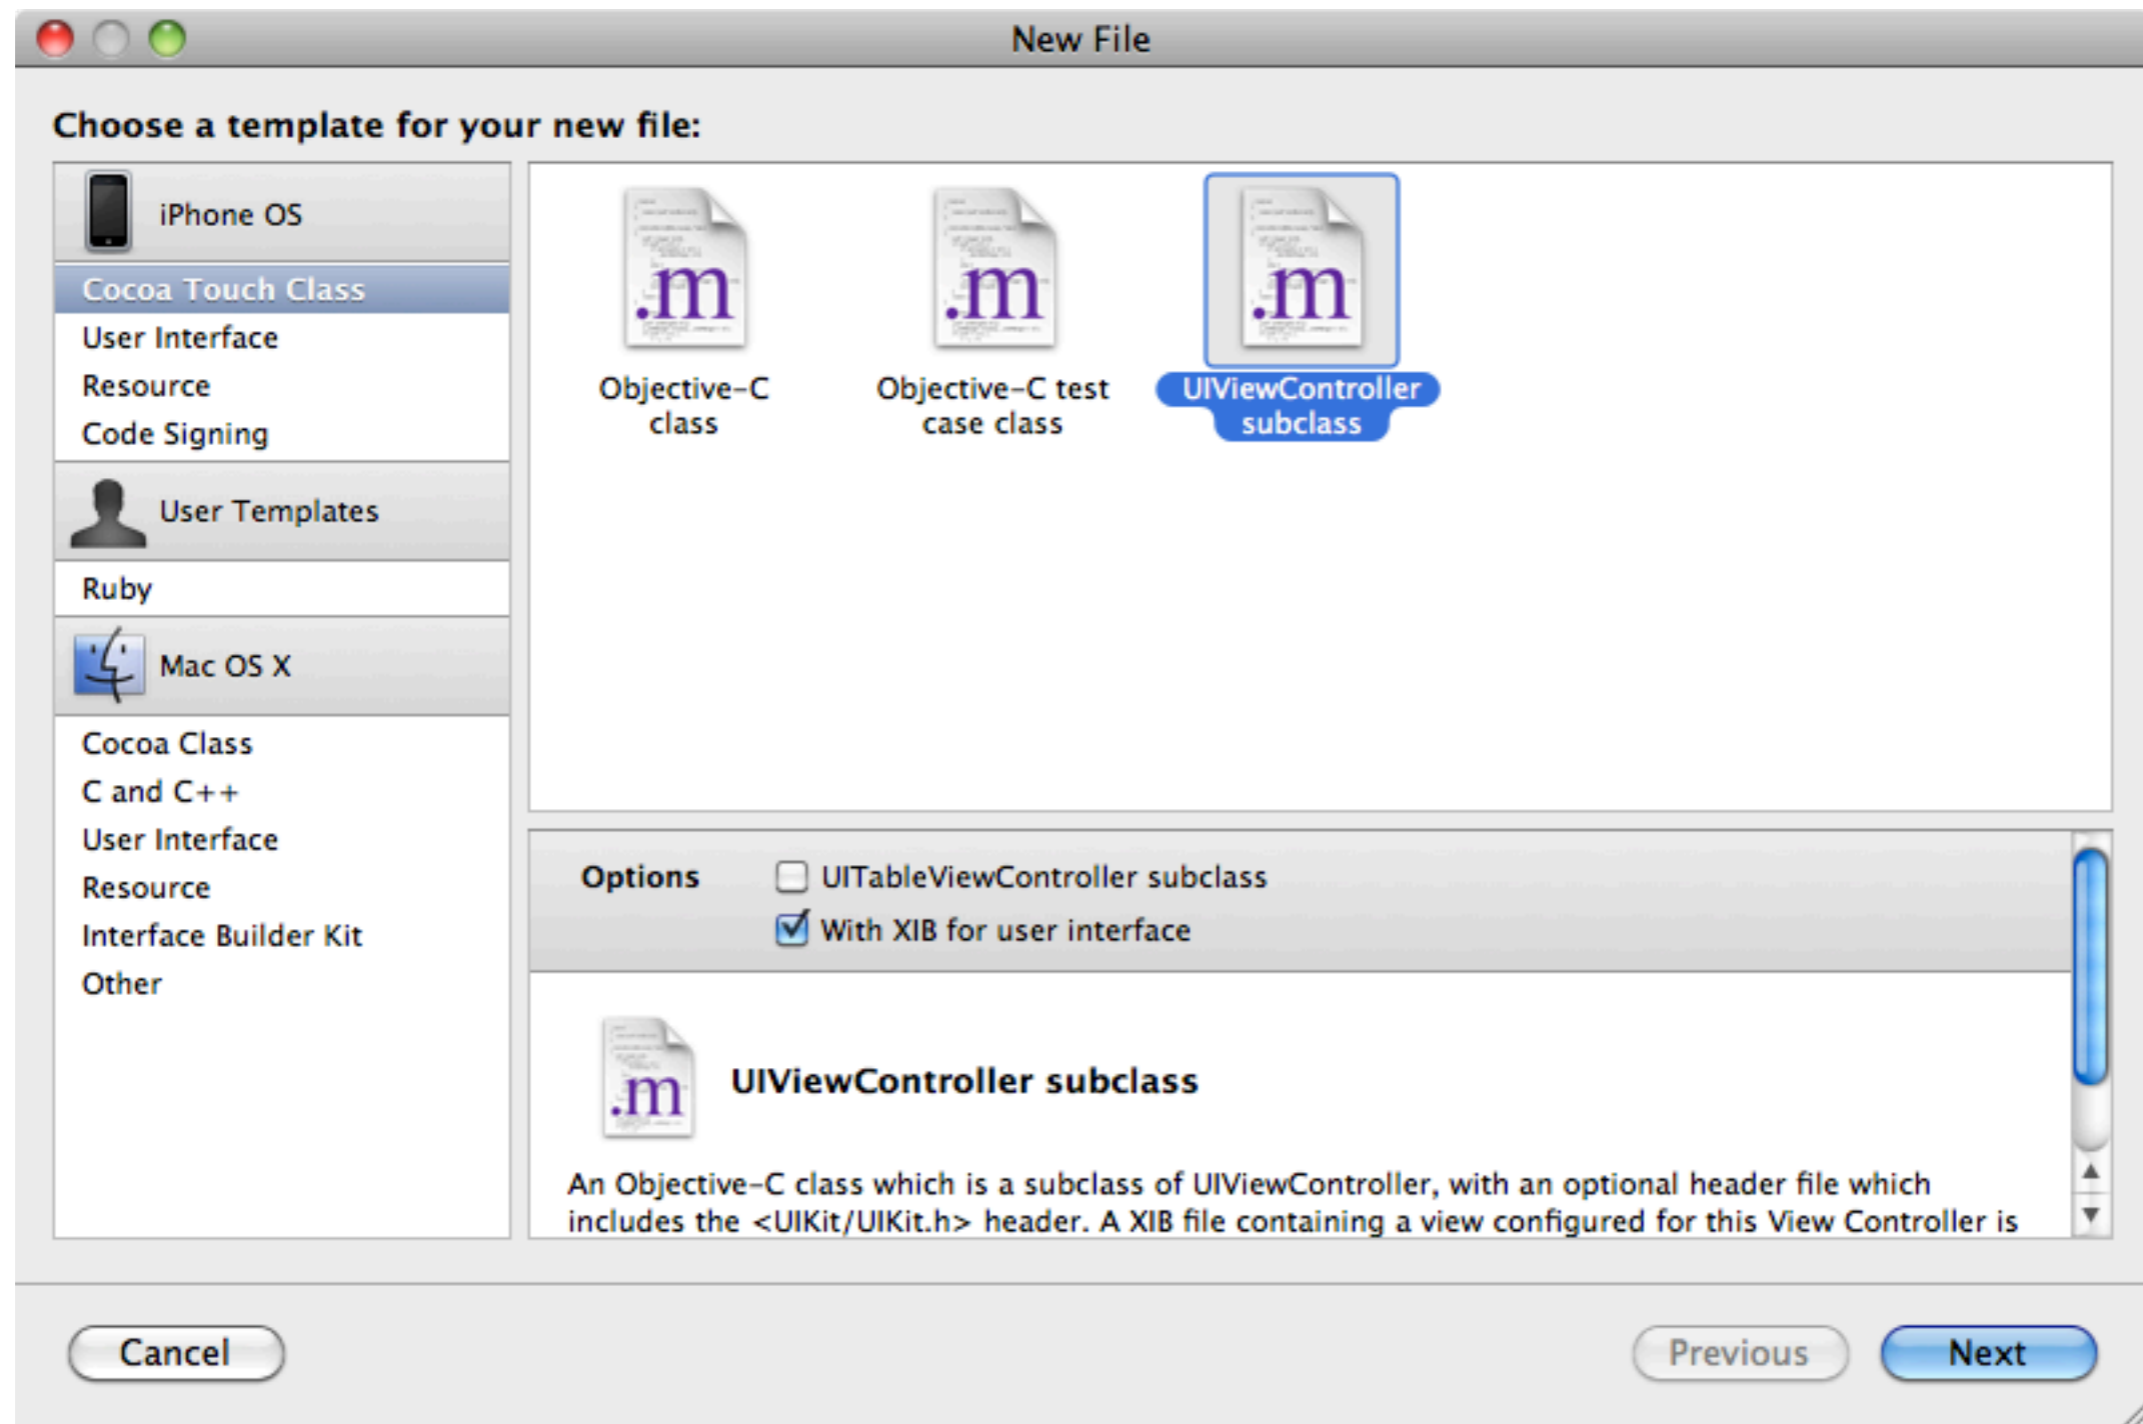 New File
Choose a template for your new file:
iPhone OS
Cocoa Touch Class
User Interface
Resource
Code Signing
User Templates
Ruby
Mac OS X
Cocoa Class
C and C++
User Interface
Resource
Interface Builder Kit
Other
.m
Objective-C
class
.m
Objective-C test
case class
.m
UIViewController
subclass
Options
UITableViewController subclass
With XIB for user interface
.m
UIViewController subclass
An Objective-C class which is a subclass of UIViewController, with an optional header file which
includes the <UIKit/UIKit.h> header. A XIB file containing a view configured for this View Controller is
Cancel
Previous
Next